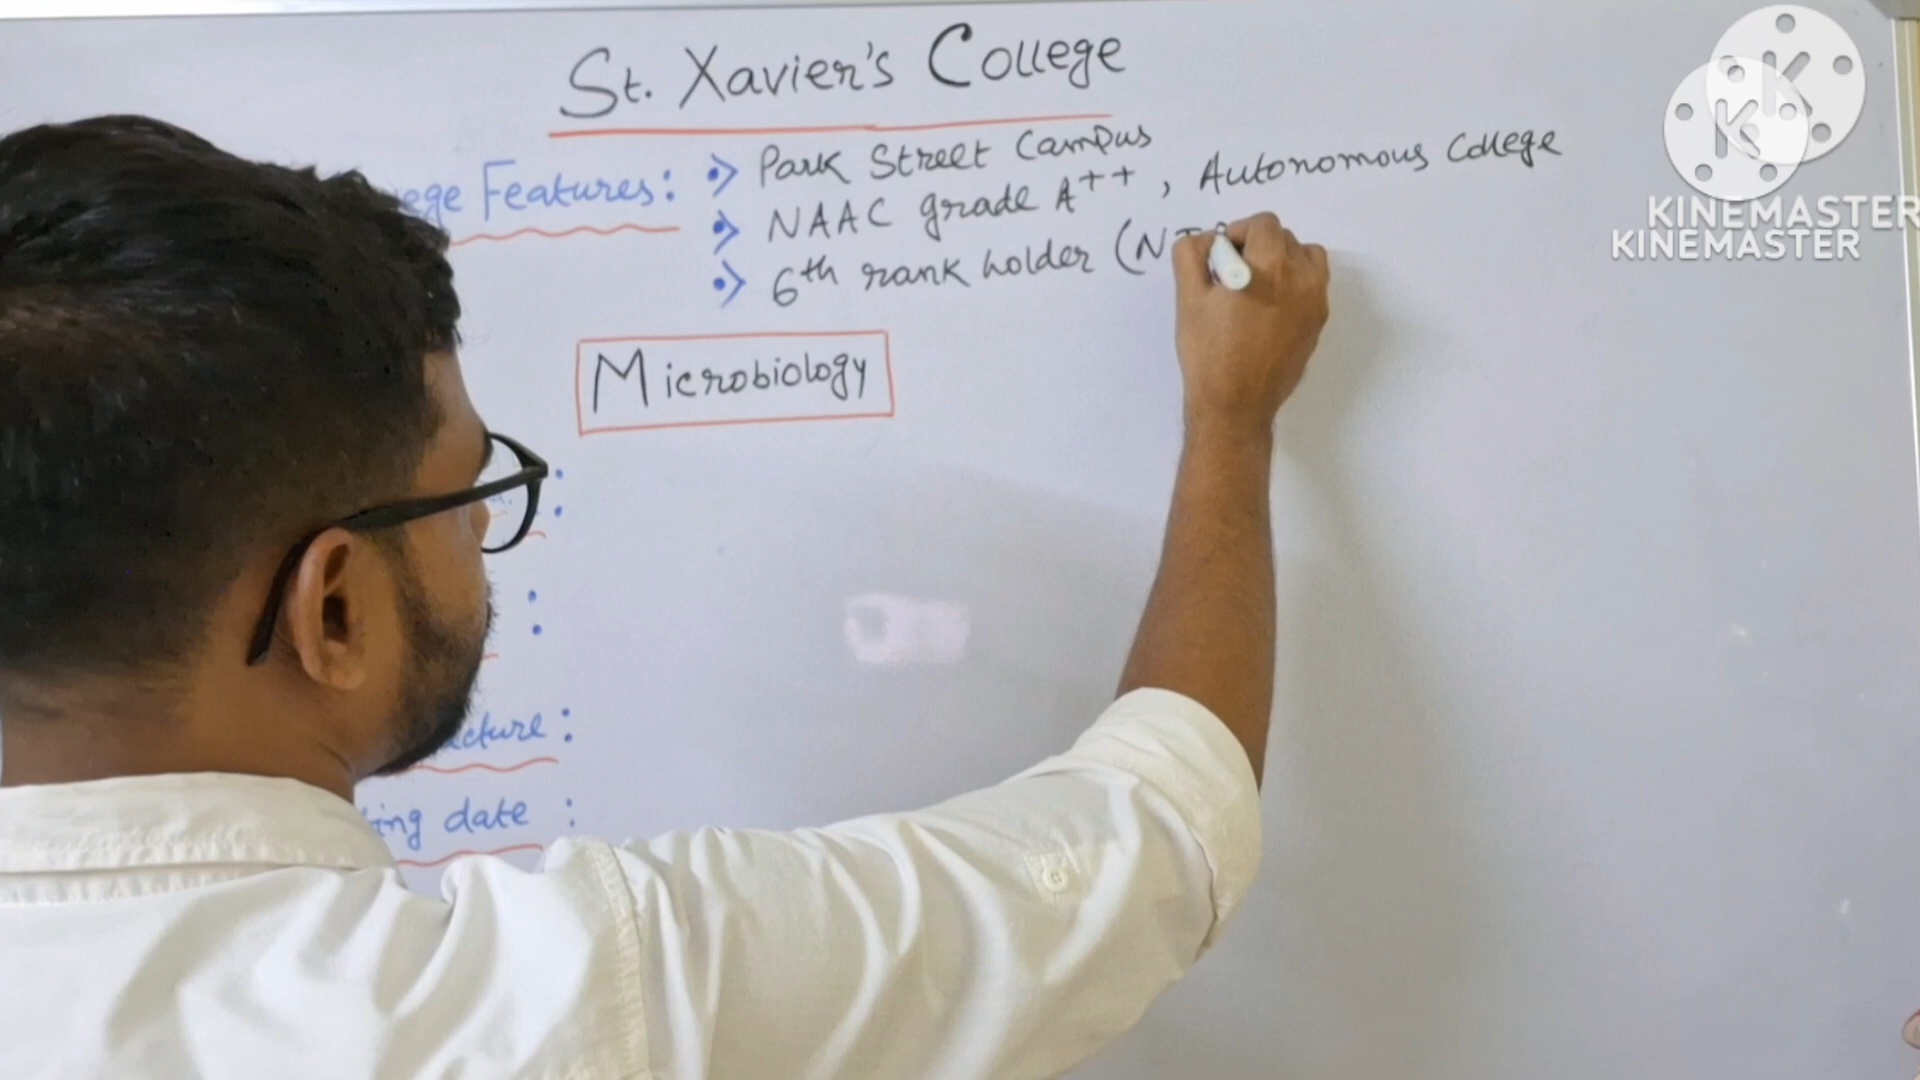 St. Xavier's College
ege Features:
Park Street Campus
NAAC grade A++, Autonomous College
6th rank holder (N
Microbiology
cture:
ing date :
KINEMASTER
KINEMASTER